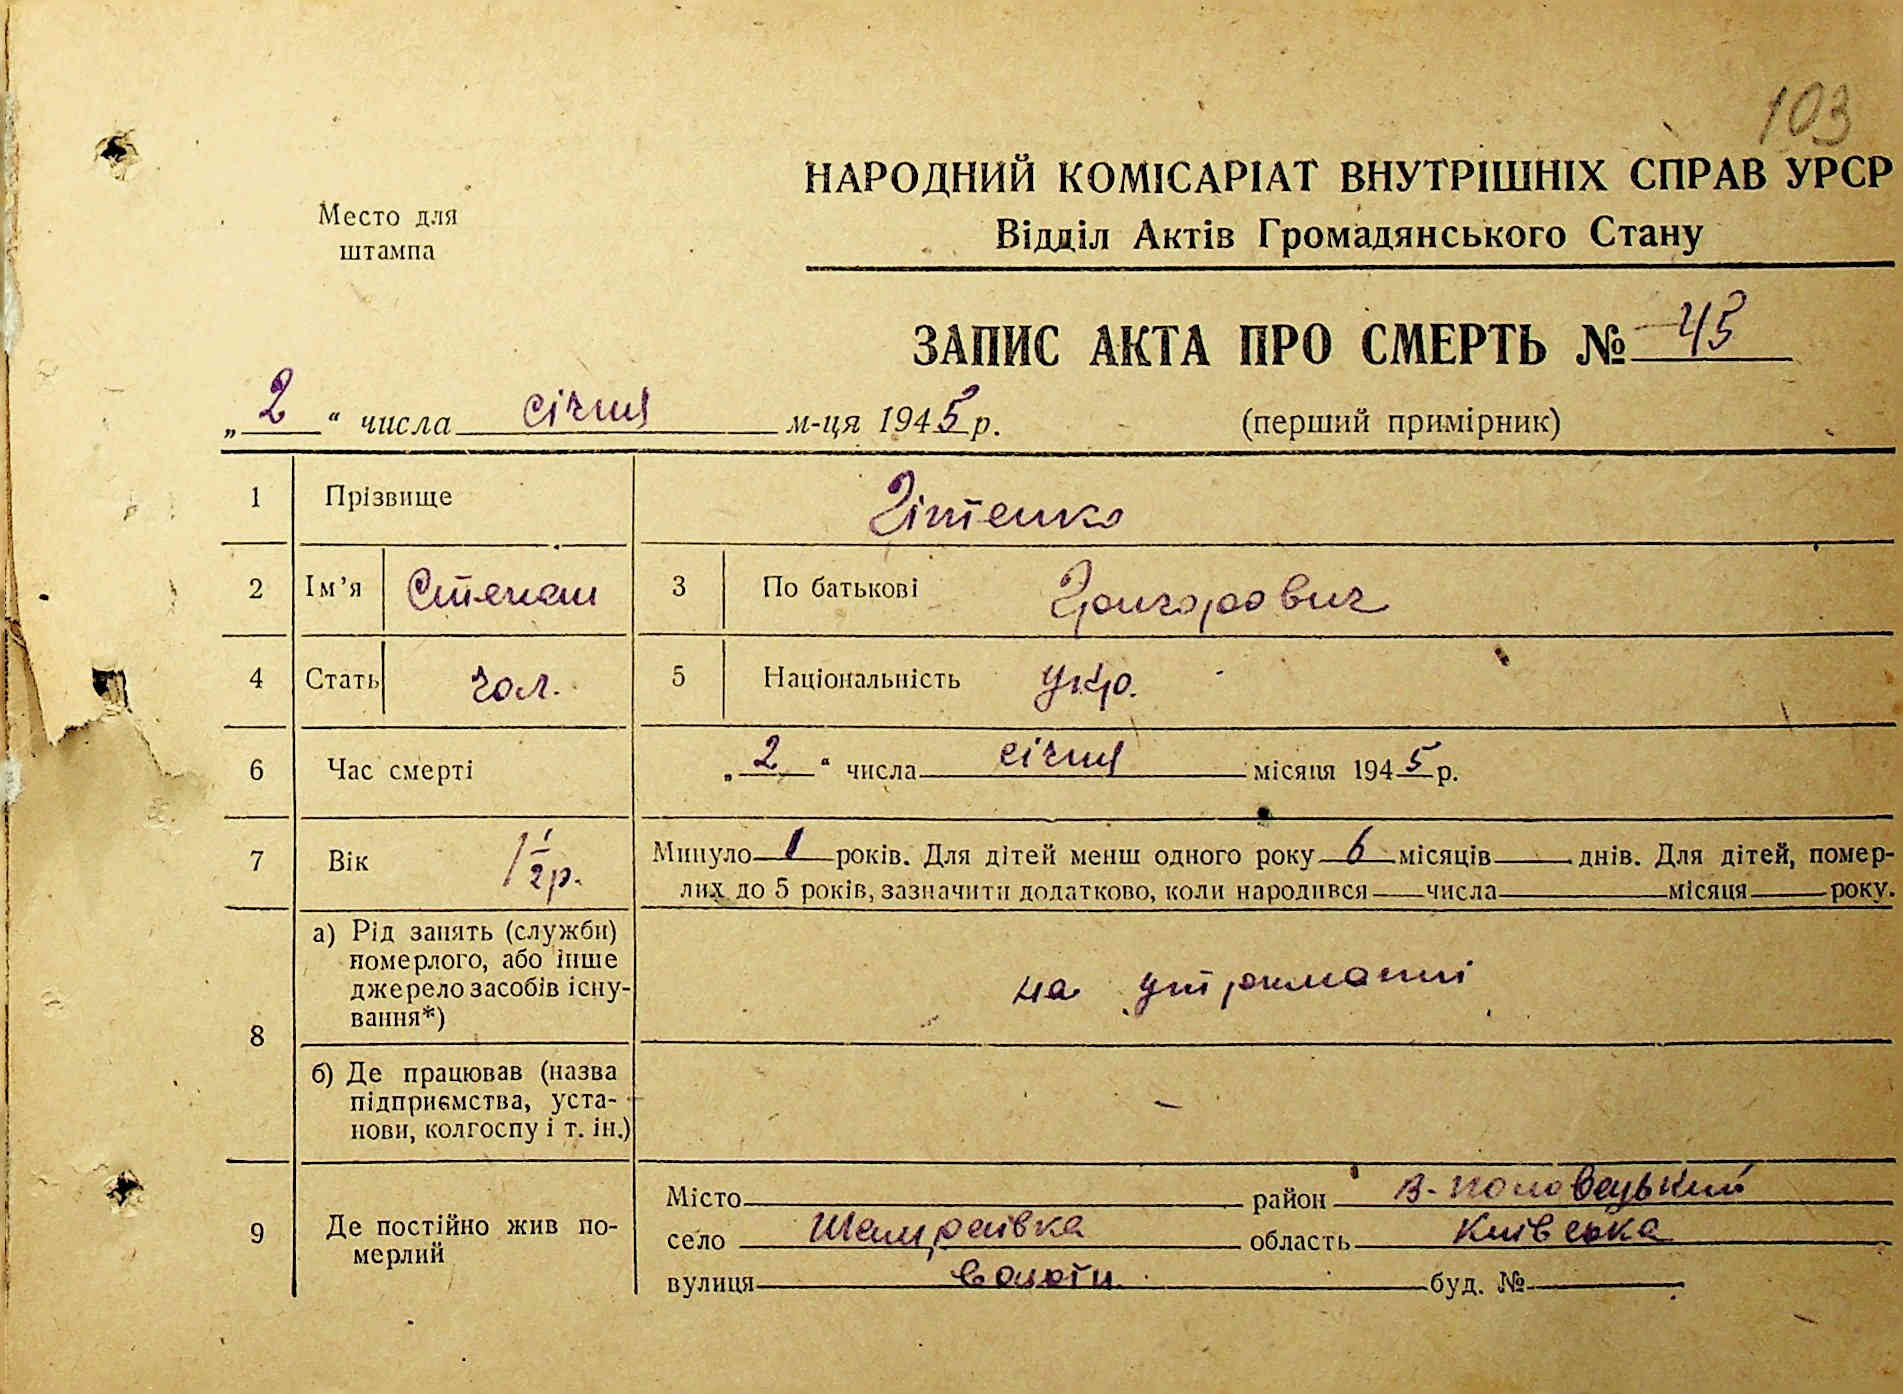 103
НАРОДНИЙ КОМІСАРІАТ ВНУТРІШНІХ СПРАВ УРСР
Место для штампа
Відділ Актів Громадянського Стану
ЗАПИС АКТА ПРО СМЕРТЬ № 45
„2“ числа січня м-ця 1945 р. (перший примірник)
1 Прізвище Гітенко
2 Ім’я Степан 3 По батькові Григорович
4 Стать чол. 5 Національність укр.
6 Час смерті „2“ числа січня місяця 1945 р.
7 Вік 1 1/2 р. Минуло 1 років. Для дітей менш одного року 6 місяців — днів. Для дітей, помер-
лих до 5 років, зазначити додатково, коли народився — числа — місяця — року.
8 а) Рід занять (служби)
померлого, або інше
джерело засобів існу-
вання*) на утриманні
б) Де працював (назва
підприємства, уста-
нови, колгоспу і т. ін.) —
9 Де постійно жив по-
мерлий
Місто район В-Половецький
село Шамраївка область Київська
вулиця буд. №